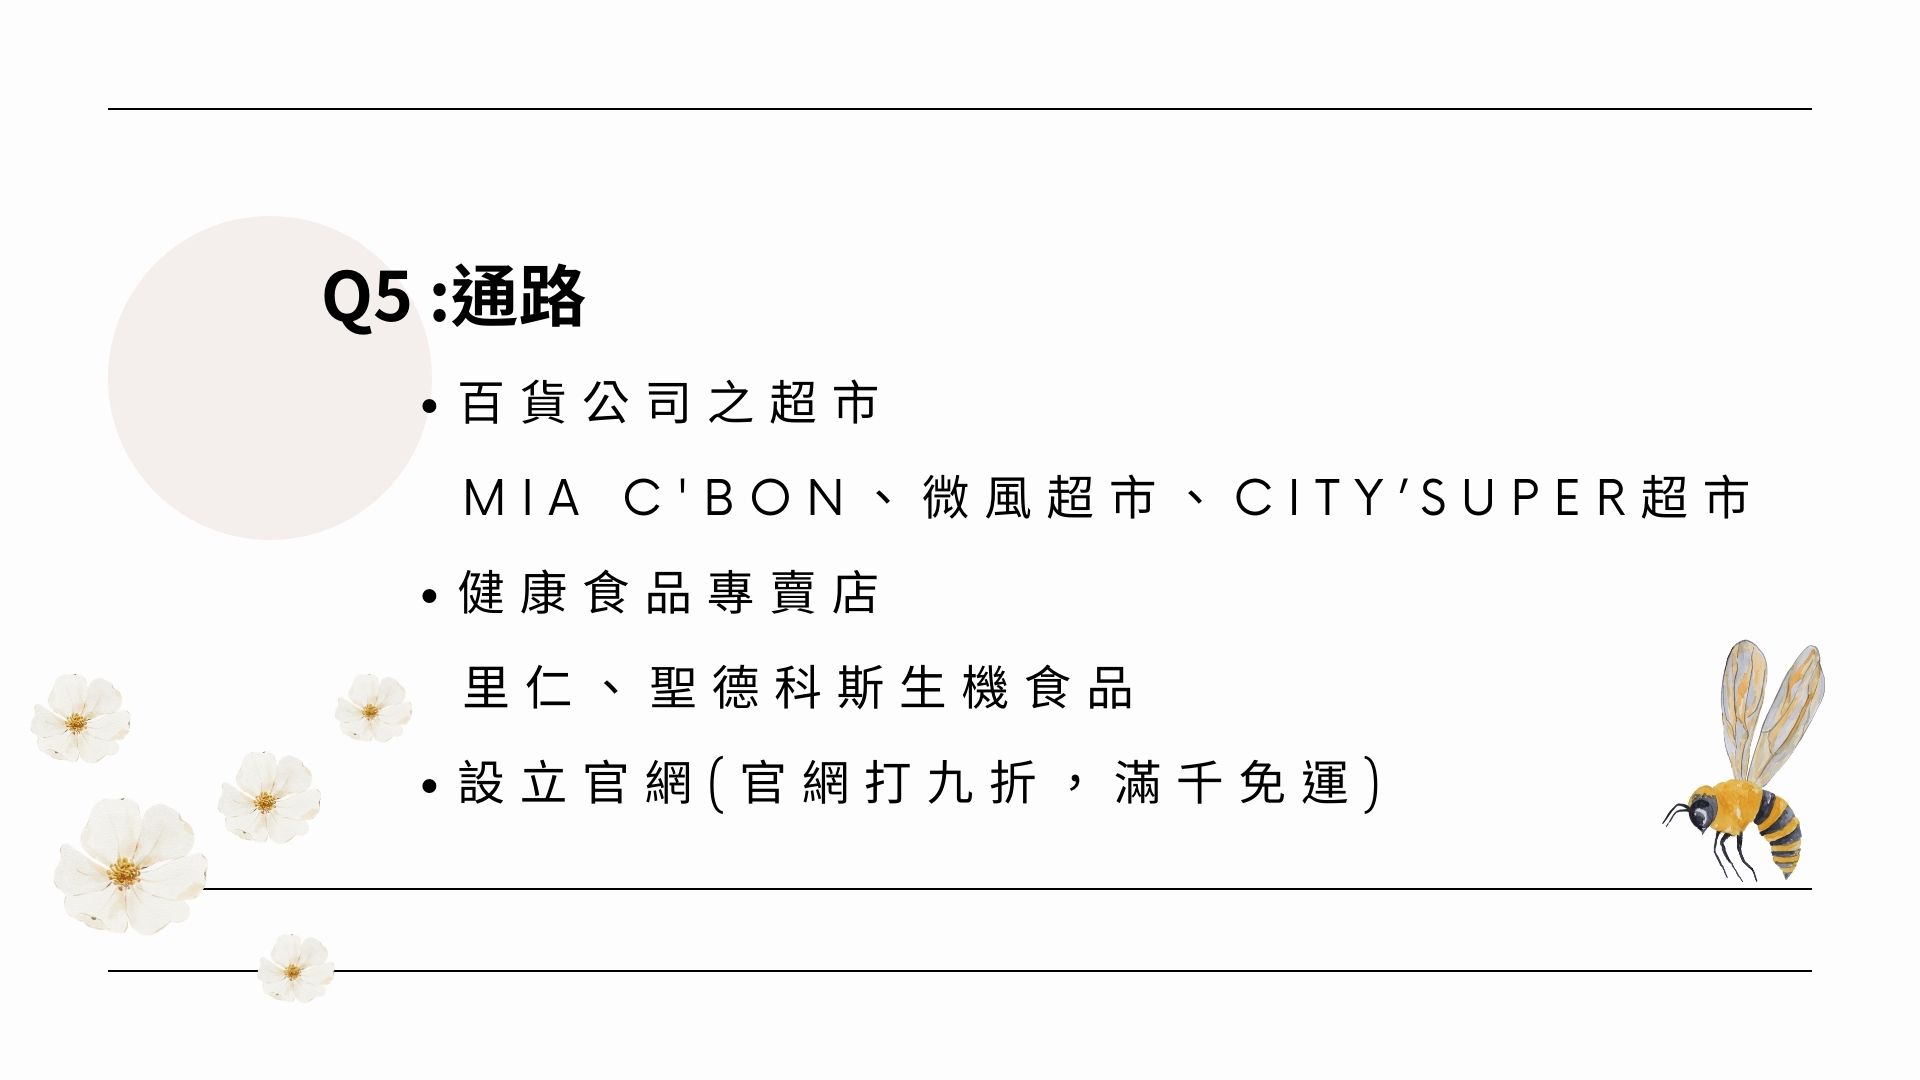 Q5 :通路
•百貨公司之超市
MIA C'BON、微風超市、CITY’SUPER超市
•健康食品專賣店
里仁、聖德科斯生機食品
•設立官網(官網打九折，滿千免運)